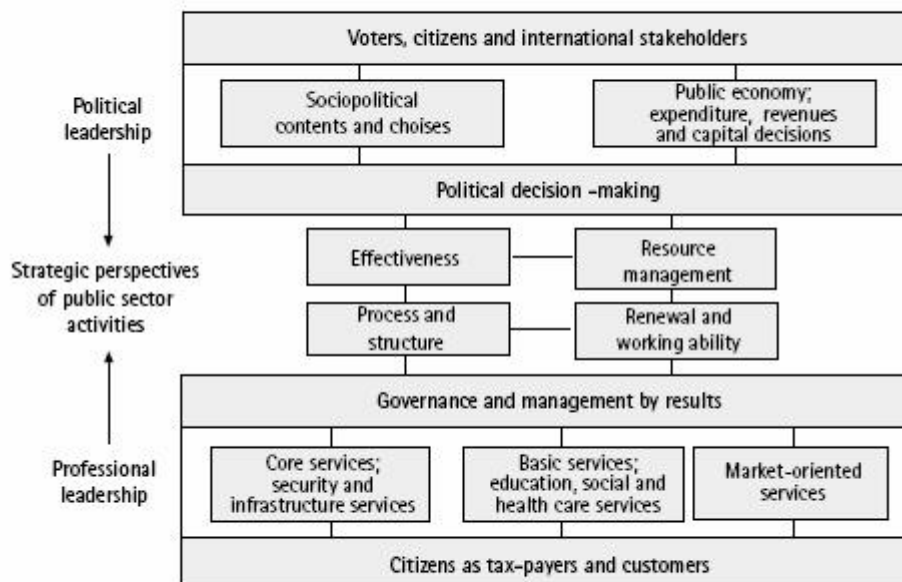 Voters, citizens and international stakeholders
Political
leadership
Sociopolitical
contents and choises
Public economy;
expenditure, revenues
and capital decisions
Political decision -making
Strategic perspectives
of public sector
activities
Effectiveness
Resource
management
Process and
structure
Renewal and
working ability
Governance and management by results
Professional
leadership
Core services;
security and
infrastructure services
Basic services;
education, social and
health care services
Market-oriented
services
Citizens as tax-payers and customers